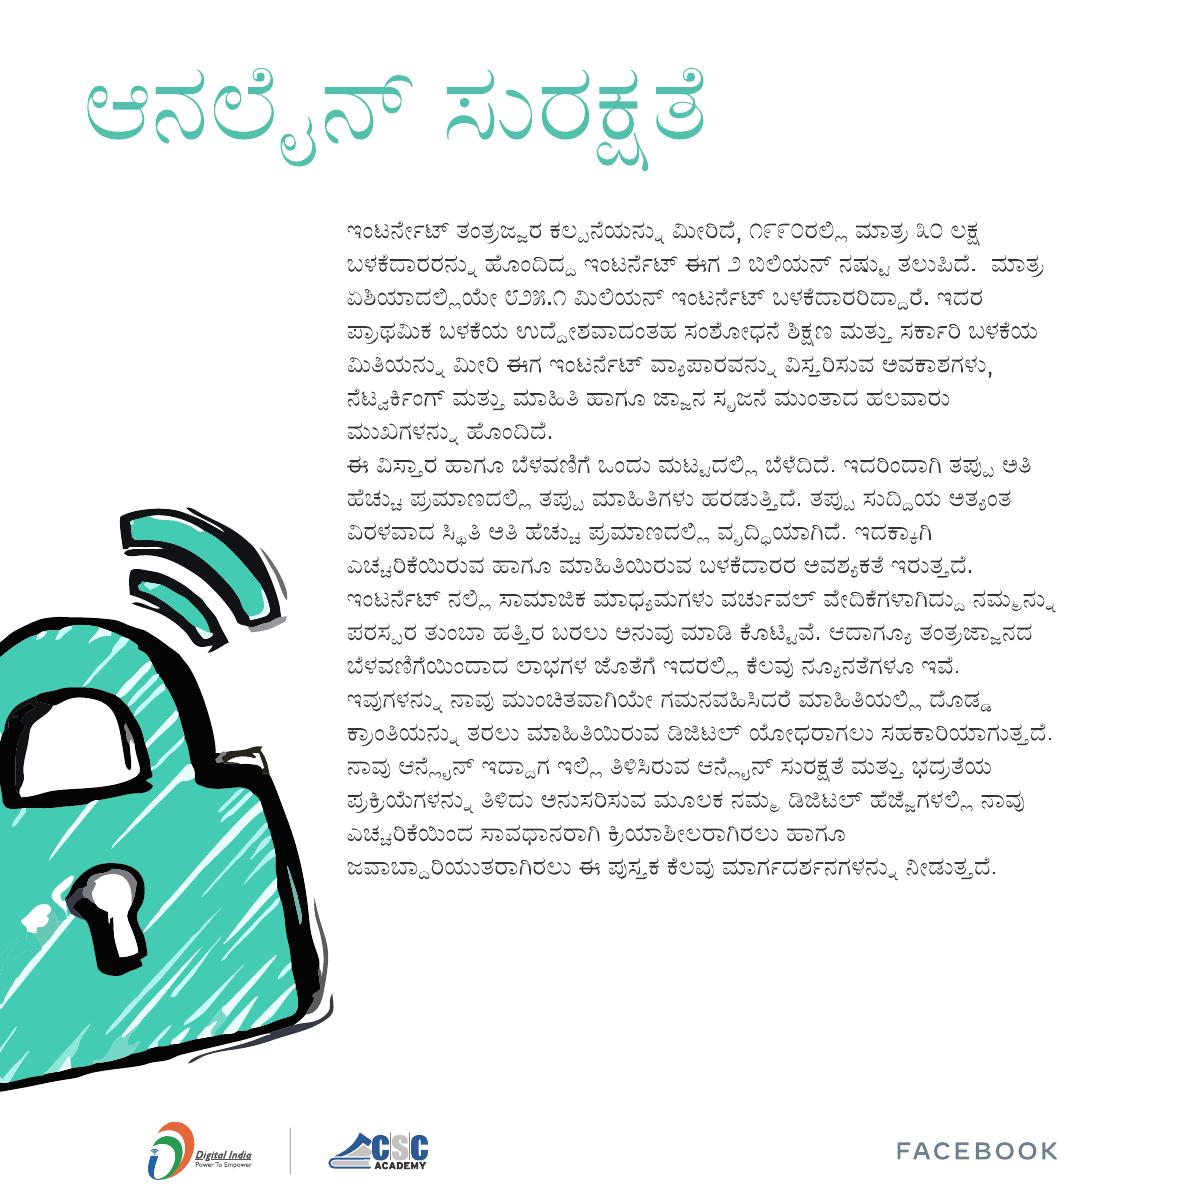 ಆನಲೈನ್ ಸುರಕ್ಷತೆ
ಇಂಟರ್ನೇಟ್ ತಂತ್ರಜ್ವರ ಕಲ್ಪನೆಯನ್ನು ಮೀರಿದೆ, ೧೯೯೦ರಲ್ಲಿ ಮಾತ್ರ ೩೦ ಲಕ್ಷ
ಬಳಕೆದಾರರನ್ನು ಹೊಂದಿದ್ದ ಇಂಟರ್ನೆಟ್ ಈಗ ೨ ಬಿಲಿಯನ್ ನಷ್ಟು ತಲುಪಿದೆ. ಮಾತ್ರ
ಏಶಿಯಾದಲ್ಲಿಯೇ ೮೨೫.೧ ಮಿಲಿಯನ್ ಇಂಟರ್ನೆಟ್ ಬಳಕೆದಾರರಿದ್ದಾರೆ. ಇದರ
ಪ್ರಾಥಮಿಕ ಬಳಕೆಯ ಉದ್ದೇಶವಾದಂತಹ ಸಂಶೋಧನೆ ಶಿಕ್ಷಣ ಮತ್ತು ಸರ್ಕಾರಿ ಬಳಕೆಯ
ಮಿತಿಯನ್ನು ಮೀರಿ ಈಗ ಇಂಟರ್ನೆಟ್ ವ್ಯಾಪಾರವನ್ನು ವಿಸ್ತರಿಸುವ ಅವಕಾಶಗಳು,
ನೆಟ್ವರ್ಕಿಂಗ್ ಮತ್ತು ಮಾಹಿತಿ ಹಾಗೂ ಜ್ಞಾನ ಸೃಜನೆ ಮುಂತಾದ ಹಲವಾರು
ಮುಖಗಳನ್ನು ಹೊಂದಿದೆ.
ಈ ವಿಸ್ತಾರ ಹಾಗೂ ಬೆಳವಣಿಗೆ ಒಂದು ಮಟ್ಟದಲ್ಲಿ ಬೆಳೆದಿದೆ. ಇದರಿಂದಾಗಿ ತಪ್ಪು ಅತಿ
ಹೆಚ್ಚು ಪ್ರಮಾಣದಲ್ಲಿ ತಪ್ಪು ಮಾಹಿತಿಗಳು ಹರಡುತ್ತಿದೆ. ತಪ್ಪು ಸುದ್ದಿಯ ಅತ್ಯಂತ
ವಿರಳವಾದ ಸ್ಥಿತಿ ಅತಿ ಹೆಚ್ಚು ಪ್ರಮಾಣದಲ್ಲಿ ವೃದ್ಧಿಯಾಗಿದೆ. ಇದಕ್ಕಾಗಿ
ಎಚ್ಚರಿಕೆಯಿರುವ ಹಾಗೂ ಮಾಹಿತಿಯಿರುವ ಬಳಕೆದಾರರ ಅವಶ್ಯಕತೆ ಇರುತ್ತದೆ.
ಇಂಟರ್ನೆಟ್ ನಲ್ಲಿ ಸಾಮಾಜಿಕ ಮಾಧ್ಯಮಗಳು ವರ್ಚುವಲ್ ವೇದಿಕೆಗಳಾಗಿದ್ದು ನಮ್ಮನ್ನು
ಪರಸ್ಪರ ತುಂಬಾ ಹತ್ತಿರ ಬರಲು ಅನುವು ಮಾಡಿ ಕೊಟ್ಟಿವೆ. ಆದಾಗ್ಯೂ ತಂತ್ರಜ್ಞಾನದ
ಬೆಳವಣಿಗೆಯಿಂದಾದ ಲಾಭಗಳ ಜೊತೆಗೆ ಇದರಲ್ಲಿ ಕೆಲವು ನ್ಯೂನತೆಗಳೂ ಇವೆ.
ಇವುಗಳನ್ನು ನಾವು ಮುಂಚಿತವಾಗಿಯೇ ಗಮನವಹಿಸಿದರೆ ಮಾಹಿತಿಯಲ್ಲಿ ದೊಡ್ಡ
ಕ್ರಾಂತಿಯನ್ನು ತರಲು ಮಾಹಿತಿಯಿರುವ ಡಿಜಿಟಲ್ ಯೋಧರಾಗಲು ಸಹಕಾರಿಯಾಗುತ್ತದೆ.
ನಾವು ಆನ್ಲೈನ್ ಇದ್ದಾಗ ಇಲ್ಲಿ ತಿಳಿಸಿರುವ ಆನ್ಲೈನ್ ಸುರಕ್ಷತೆ ಮತ್ತು ಭದ್ರತೆಯ
ಪ್ರಕ್ರಿಯೆಗಳನ್ನು ತಿಳಿದು ಅನುಸರಿಸುವ ಮೂಲಕ ನಮ್ಮ ಡಿಜಿಟಲ್ ಹೆಜ್ಜೆಗಳಲ್ಲಿ ನಾವು
ಎಚ್ಚರಿಕೆಯಿಂದ ಸಾವಧಾನರಾಗಿ ಕ್ರಿಯಾಶೀಲರಾಗಿರಲು ಹಾಗೂ
ಜವಾಬ್ದಾರಿಯುತರಾಗಿರಲು ಈ ಪುಸ್ತಕ ಕೆಲವು ಮಾರ್ಗದರ್ಶನಗಳನ್ನು ನೀಡುತ್ತದೆ.
Digital India
Power To Empower
CSC
ACADEMY
FACEBOOK